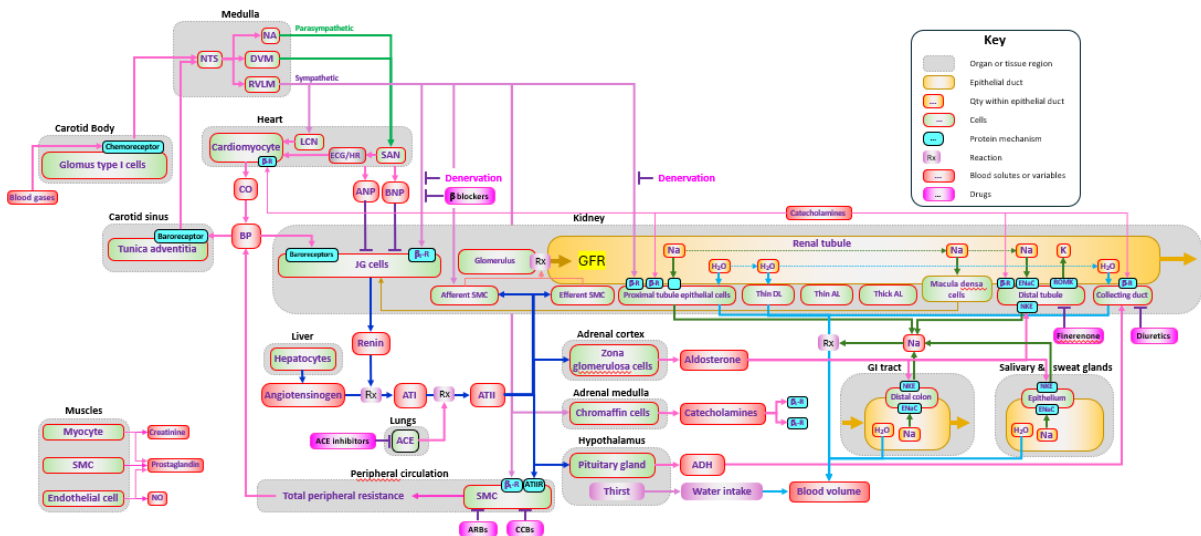 Medulla
NA
Parasympathetic
NTS
DVM
RVLM
Sympathetic
Key
Organ or tissue region
Epithelial duct
... Qty within epithelial duct
... Cells
... Protein mechanism
Rx Reaction
... Blood solutes or variables
... Drugs
Carotid Body
Chemoreceptor
Glomus type I cells
Blood gases
Heart
Cardiomyocyte
LCN
β-R
ECG/HR
SAN
CO
ANP
BNP
Denervation
β blockers
Denervation
Catecholamines
Carotid sinus
Baroreceptor
Tunica adventitia
BP
Kidney
Baroreceptors
β₁-R
JG cells
Glomerulus
Rx
GFR
Renal tubule
Na
Na
Na
K
H₂O
H₂O
H₂O
Afferent SMC
Efferent SMC
β-R
β-R
Proximal tubule epithelial cells
Thin DL
Thin AL
Thick AL
Macula densa
cells
β-R
ENaC
ROMK
Distal tubule
NKE
β-R
Collecting duct
Finerenone
Diuretics
Renin
Liver
Hepatocytes
Angiotensinogen
Rx
ATI
Rx
ATII
Lungs
ACE inhibitors
ACE
Adrenal cortex
Zona
glomerulosa cells
Aldosterone
Adrenal medulla
Chromaffin cells
Catecholamines
Hypothalamus
Pituitary gland
ADH
Thirst
Water intake
Blood volume
Rx
Na
GI tract
NKE
Distal colon
ENaC
H₂O
Na
Salivary & sweat glands
NKE
Epithelium
ENaC
H₂O
Na
Muscles
Myocyte
Creatinine
SMC
Prostaglandin
Endothelial cell
NO
Peripheral circulation
Total peripheral resistance
SMC
ATIIR
ARBs
CCBs